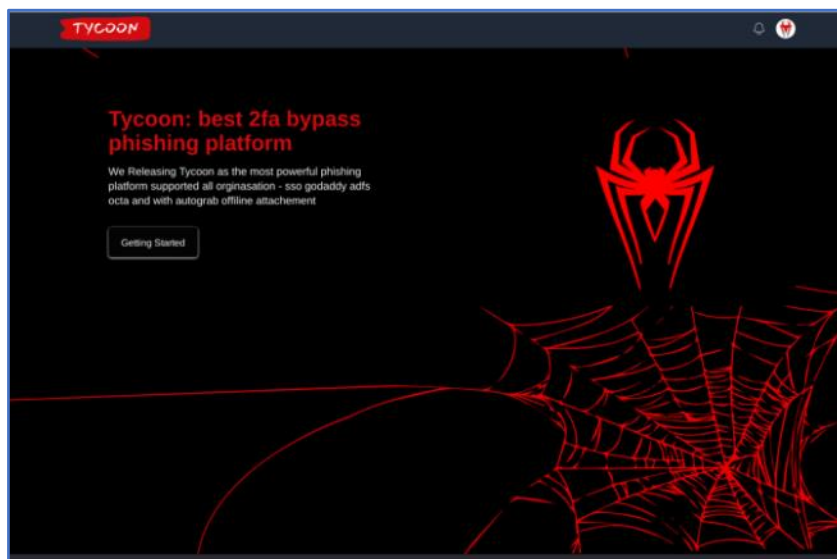 TYCOON
Tycoon: best 2fa bypass
phishing platform
We Releasing Tycoon as the most powerful phishing
platform supported all orginasation - sso godaddy adfs
octa and with autograb offiline attachement
Getting Started